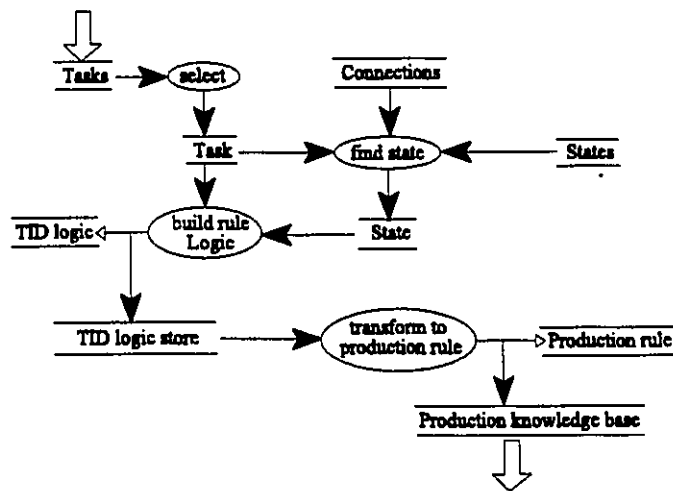 Tasks
select
Connections
Task
find state
States
TID logic
build rule
Logic
State
TID logic store
transform to
production rule
Production rule
Production knowledge base